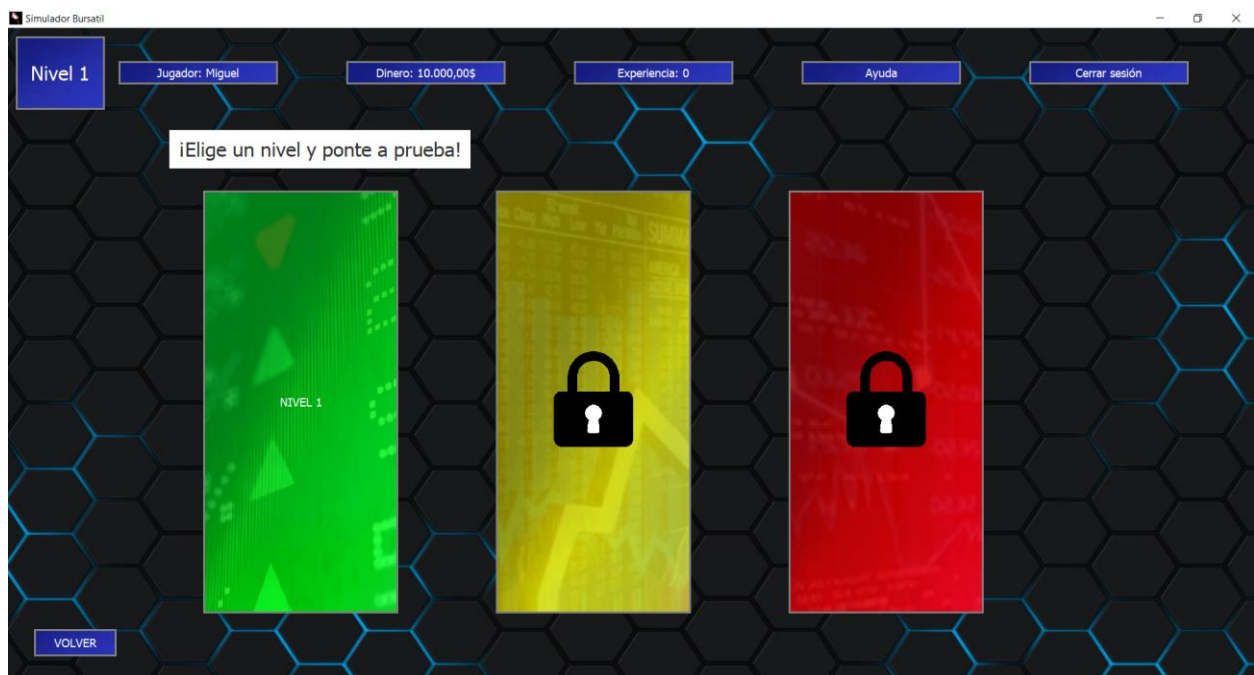 Simulador Bursatil
Nivel 1
Jugador: Miguel
Dinero: 10.000,00$
Experiencia: 0
Ayuda
Cerrar sesión
¡Elige un nivel y ponte a prueba!
NIVEL 1
VOLVER